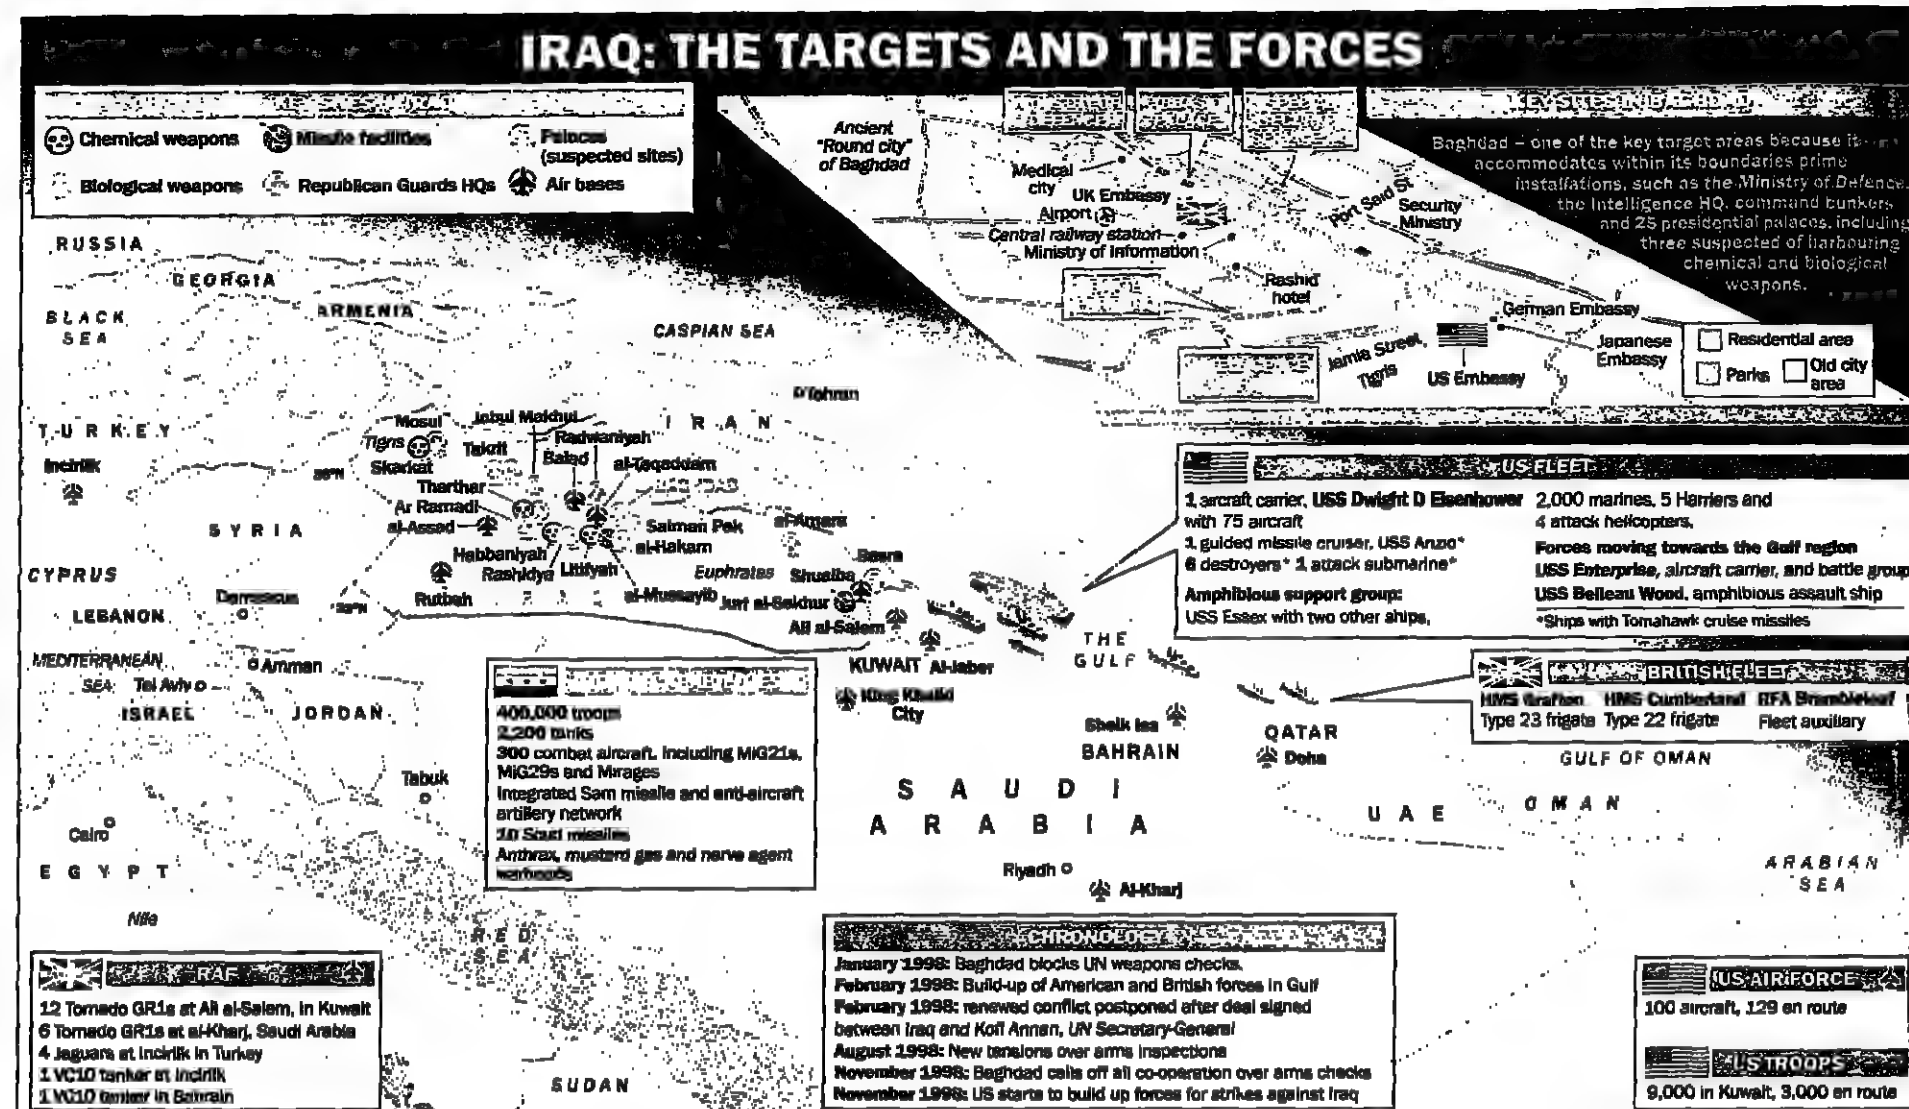 IRAQ: THE TARGETS AND THE FORCES
Chemical weapons
Missile facilities
Palaces
(suspected sites)
Biological weapons
Republican Guards HQs
Air bases
KEY SITES IN BAGHDAD
Baghdad – one of the key target areas because it
accommodates within its boundaries prime
installations, such as the Ministry of Defence,
the Intelligence HQ, command bunkers
and 25 presidential palaces, including
three suspected of harbouring
chemical and biological
weapons.
Ancient
"Round city"
of Baghdad
Medical
city
UK Embassy
Airport
Central railway station
Ministry of Information
Port Said St
Security
Ministry
Rashid
hotel
German Embassy
Japanese
Embassy
Jamia Street
Tigris
US Embassy
Residential area
Parks
Old city
area
RUSSIA
GEORGIA
ARMENIA
BLACK
SEA
CASPIAN SEA
Tehran
TURKEY
IRAN
Incirlik
Mosul
Tigris
Skarkat
Jabul Makhul
Takrit
Radwaniyah
Balad
al-Taqaddam
36°N
Tharthar
Ar Ramadi
al-Assad
BAGHDAD
Salman Pak
al-Hakam
al-Amara
SYRIA
Habbaniyah
Rashidya
Litifyah
Basra
Euphrates
Shuaiba
CYPRUS
Rutbah
al-Mussayib
Jurf al-Sakhur
Damascus
33°N
LEBANON
Ali al-Salem
MEDITERRANEAN
SEA
Amman
Tel Aviv
ISRAEL
JORDAN
KUWAIT
Al-Jaber
THE
GULF
King Khalid
City
Sheik Isa
BAHRAIN
QATAR
Doha
GULF OF OMAN
Tabuk
SAUDI
ARABIA
UAE
OMAN
Cairo
EGYPT
Nile
Riyadh
Al-Kharj
ARABIAN
SEA
RED
SEA
SUDAN
US FLEET
1 aircraft carrier, USS Dwight D Eisenhower
with 75 aircraft
1 guided missile cruiser, USS Anzio*
6 destroyers* 1 attack submarine*
Amphibious support group:
USS Essex with two other ships,
2,000 marines, 5 Harriers and
4 attack helicopters,
Forces moving towards the Gulf region
USS Enterprise, aircraft carrier, and battle group
USS Belleau Wood, amphibious assault ship
*Ships with Tomahawk cruise missiles
BRITISH FLEET
HMS Grafton
Type 23 frigate
HMS Cumberland
Type 22 frigate
RFA Brambleleaf
Fleet auxiliary
400,000 troops
2,200 tanks
300 combat aircraft, including MiG21s,
MiG29s and Mirages
Integrated Sam missile and anti-aircraft
artillery network
10 Scud missiles
Anthrax, mustard gas and nerve agent
warheads
RAF
12 Tornado GR1s at Ali al-Salem, in Kuwait
6 Tornado GR1s at al-Kharj, Saudi Arabia
4 Jaguars at Incirlik in Turkey
1 VC10 tanker at Incirlik
1 VC10 tanker in Bahrain
CHRONOLOGY
January 1998: Baghdad blocks UN weapons checks.
February 1998: Build-up of American and British forces in Gulf
February 1998: renewed conflict postponed after deal signed
between Iraq and Kofi Annan, UN Secretary-General
August 1998: New tensions over arms inspections
November 1998: Baghdad calls off all co-operation over arms checks
November 1998: US starts to build up forces for strikes against Iraq
US AIR FORCE
100 aircraft, 129 en route
US TROOPS
9,000 in Kuwait, 3,000 en route